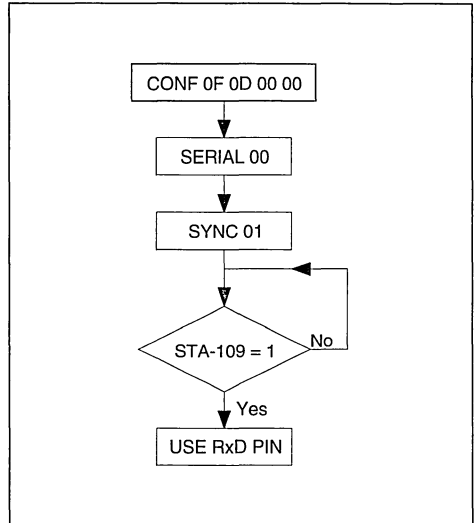 CONF 0F 0D 00 00
SERIAL 00
SYNC 01
STA-109 = 1
No
Yes
USE RxD PIN